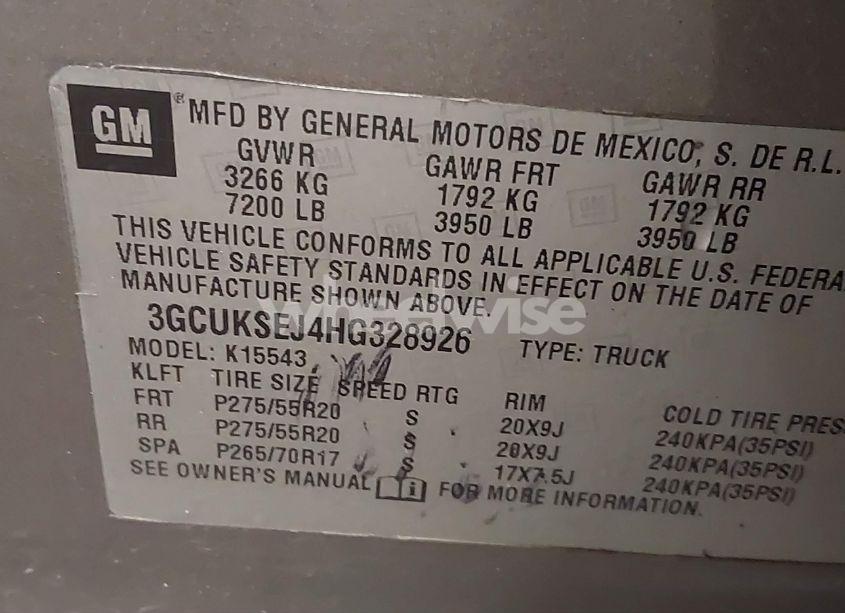 GM ® MFD BY GENERAL MOTORS DE MEXICO, S. DE R.L.
GVWR GAWR FRT GAWR RR
3266 KG 1792 KG 1792 KG
7200 LB 3950 LB 3950 LB
THIS VEHICLE CONFORMS TO ALL APPLICABLE U.S. FEDERA
VEHICLE SAFETY STANDARDS IN EFFECT ON THE DATE OF
MANUFACTURE SHOWN ABOVE.
wheelwise
3GCUKSEJ4HG328926 TYPE: TRUCK
MODEL: K15543
KLFT TIRE SIZE SPEED RTG RIM COLD TIRE PRES
FRT P275/55R20 S 20X9J 240KPA(35PSI)
RR P275/55R20 S 20X9J 240KPA(35PSI)
SPA P265/70R17 S 17X7.5J 240KPA(35PSI)
SEE OWNER'S MANUAL FOR MORE INFORMATION.